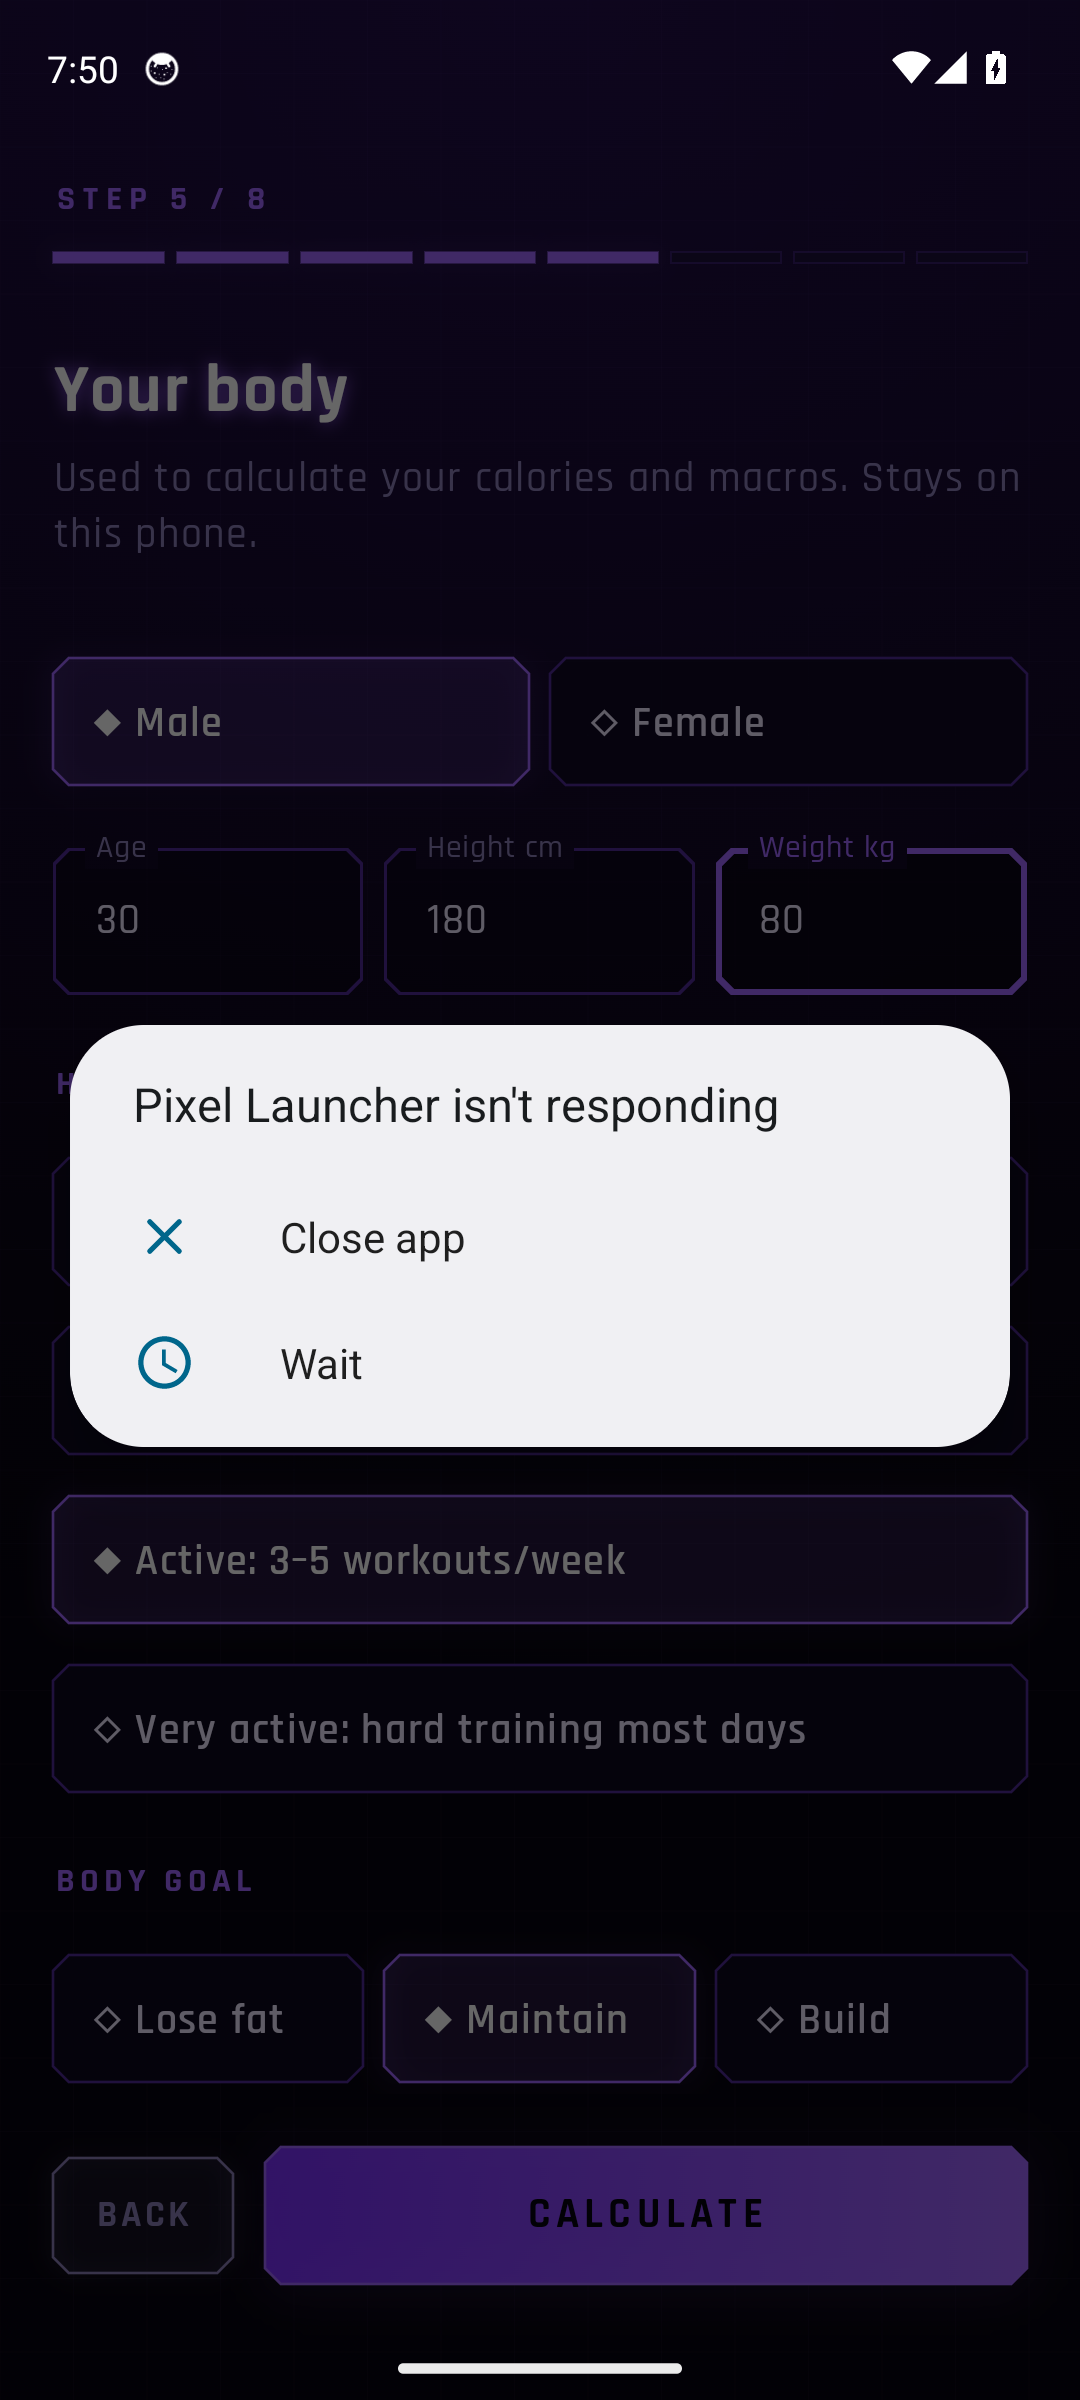 7:50
STEP 5 / 8
Your body
Used to calculate your calories and macros. Stays on
this phone.
Male
Female
Age
Height cm
Weight kg
30
180
80
Pixel Launcher isn't responding
Close app
Wait
Active: 3–5 workouts/week
Very active: hard training most days
BODY GOAL
Lose fat
Maintain
Build
BACK
CALCULATE